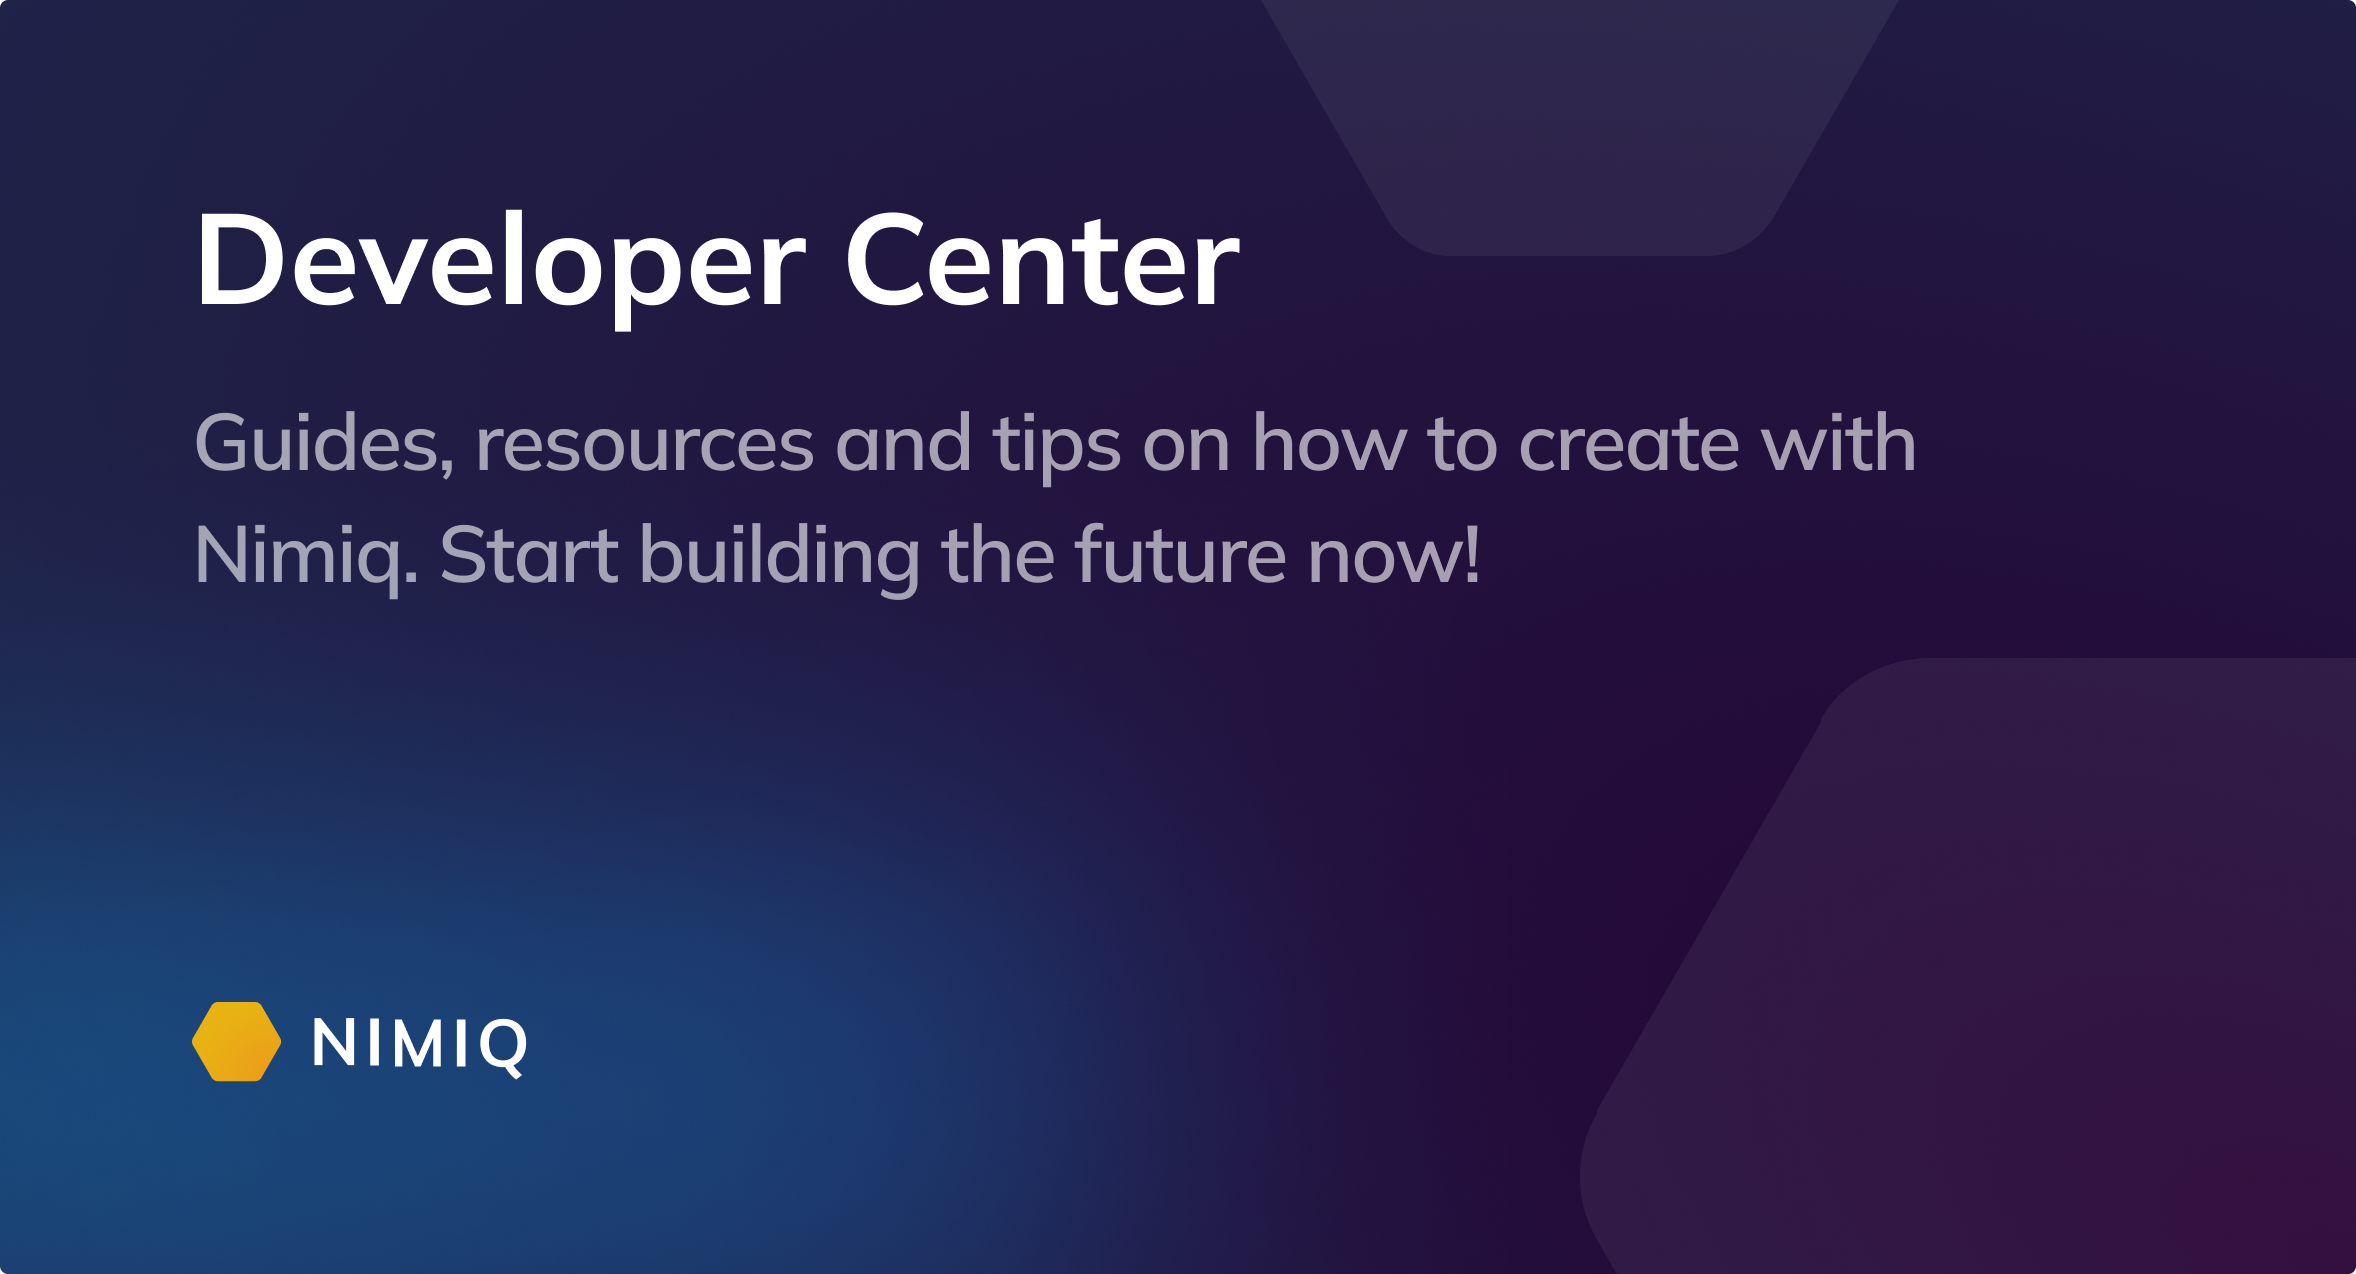 Developer Center
Guides, resources and tips on how to create with
Nimiq. Start building the future now!
NIMIQ